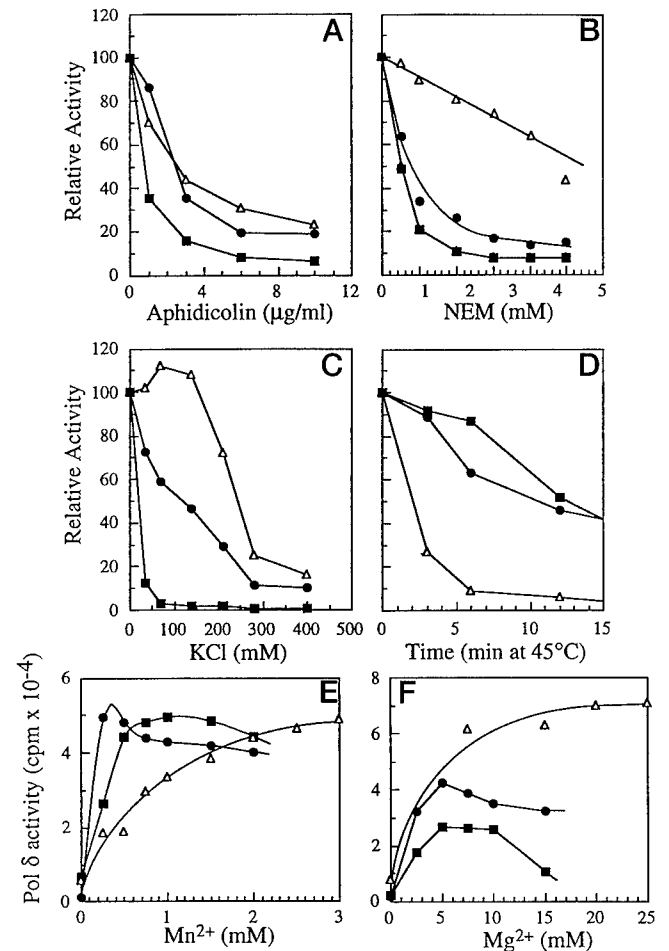 A
B
Relative Activity
120
100
80
60
40
20
0
0 4 8 12
1 2 3 4 5
Aphidicolin (μg/ml)
NEM (mM)
C
D
Relative Activity
120
100
80
60
40
20
0
0 100 200 300 400 500
0 5 10 15
KCl (mM)
Time (min at 45°C)
E
F
Pol δ activity (cpm x 10⁻⁴)
6
4
2
0
8
6
4
2
0
0 1 2 3
0 5 10 15 20 25
Mn²⁺ (mM)
Mg²⁺ (mM)